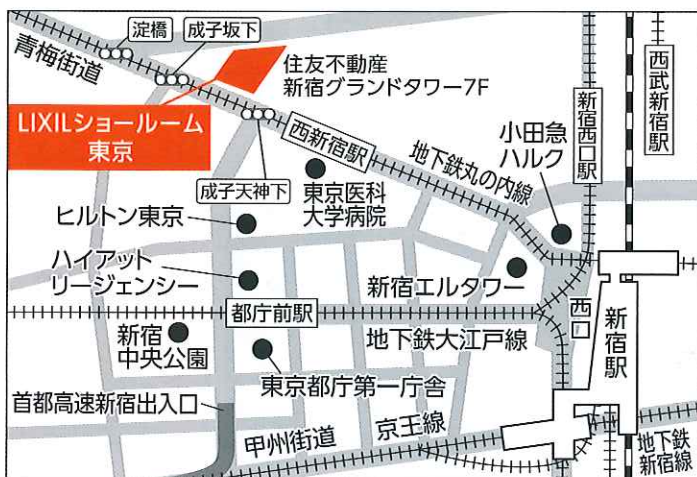 淀橋
成子坂下
青梅街道
住友不動産
新宿グランドタワー7F
LIXILショールーム
東京
西新宿駅
地下鉄丸の内線
小田急
ハルク
新宿西口駅
西武新宿駅
成子天神下
東京医科
大学病院
ヒルトン東京
ハイアット
リージェンシー
新宿エルタワー
西口
都庁前駅
地下鉄大江戸線
新宿駅
新宿
中央公園
東京都庁第一庁舎
首都高速新宿出入口
甲州街道
京王線
地下鉄
新宿線